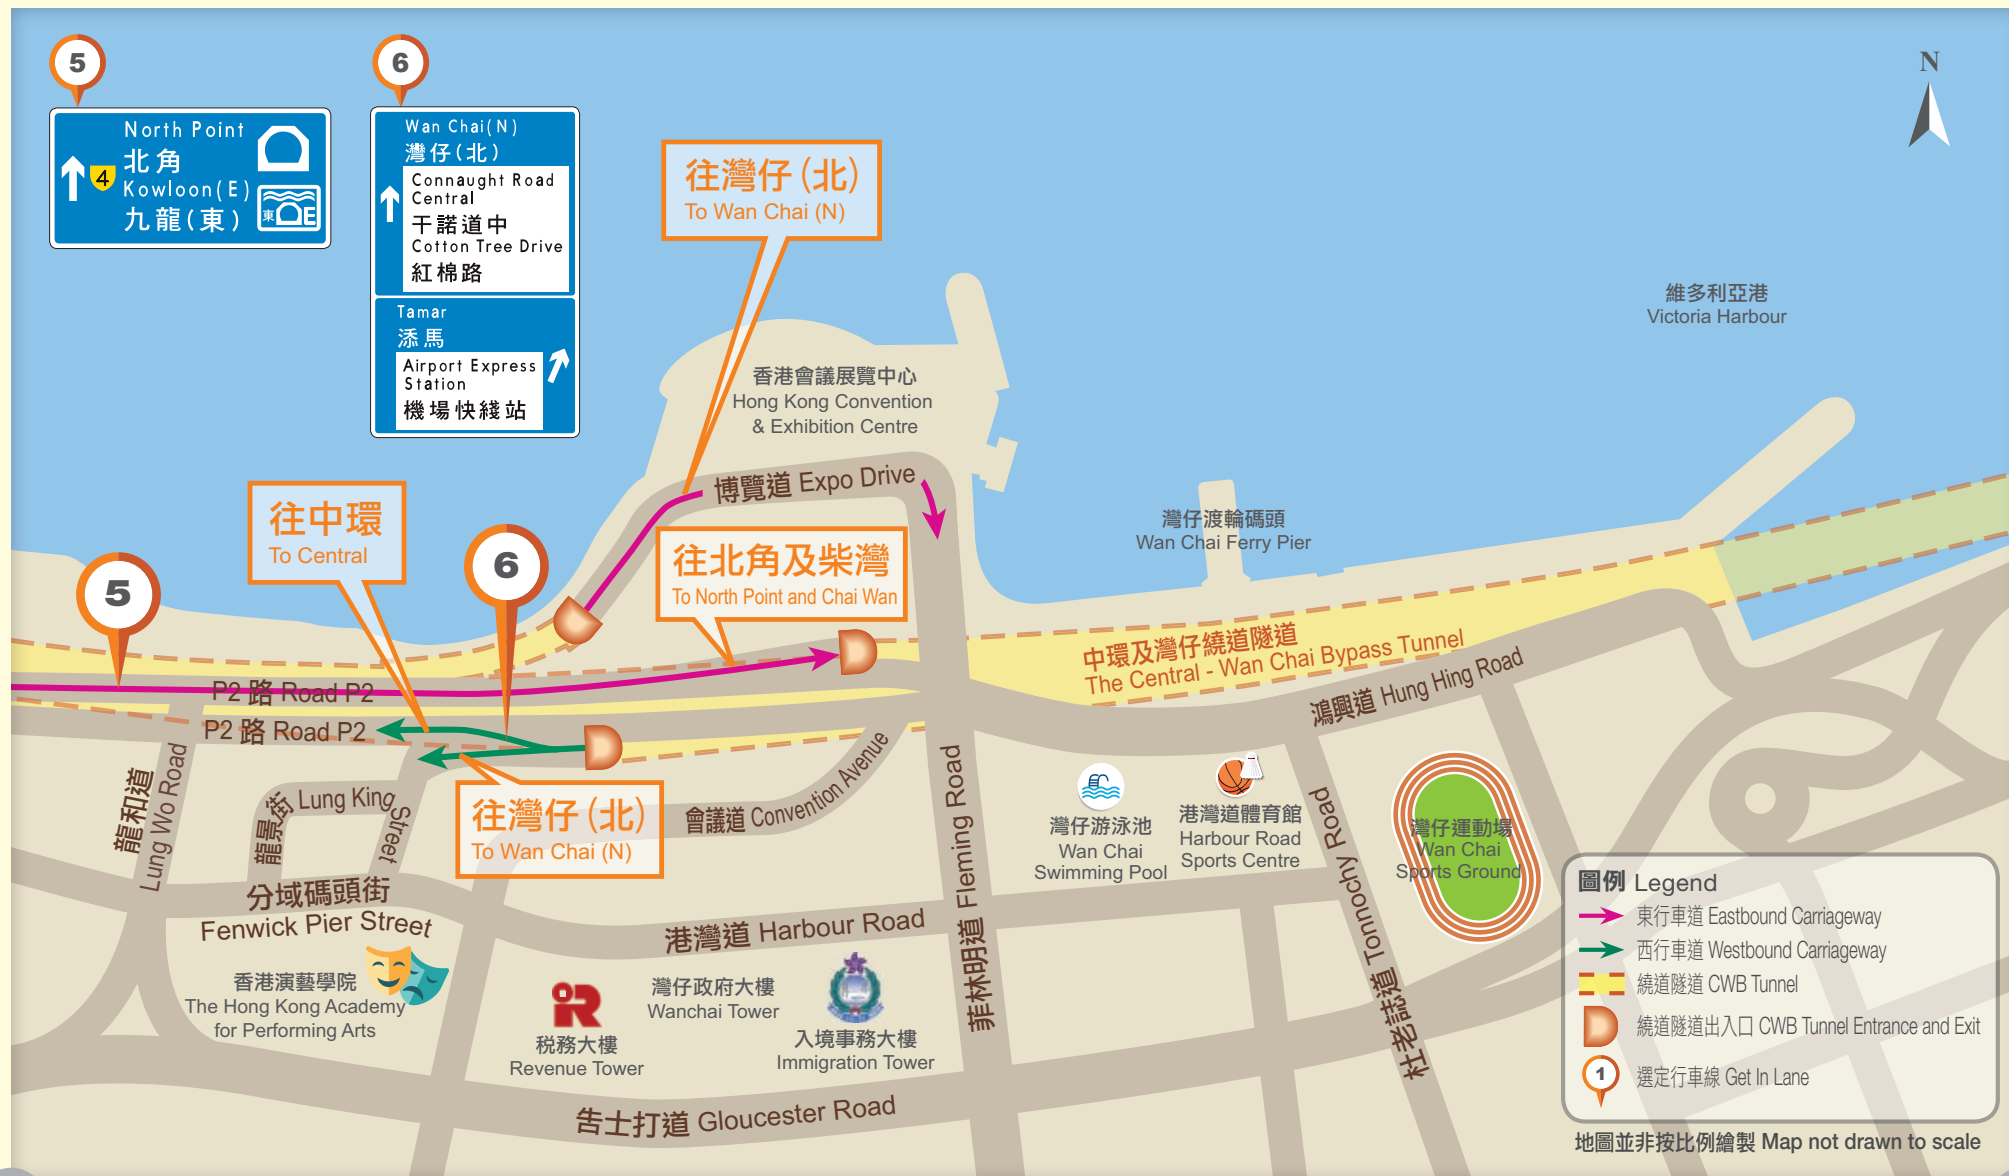 5
North Point
北角
4
Kowloon(E)
九龍(東)
東
E
6
Wan Chai(N)
灣仔(北)
Connaught Road
Central
干諾道中
Cotton Tree Drive
紅棉路
Tamar
添馬
Airport Express
Station
機場快綫站
往灣仔(北)
To Wan Chai (N)
N
維多利亞港
Victoria Harbour
香港會議展覽中心
Hong Kong Convention
& Exhibition Centre
博覽道 Expo Drive
往中環
To Central
6
5
往北角及柴灣
To North Point and Chai Wan
灣仔渡輪碼頭
Wan Chai Ferry Pier
中環及灣仔繞道隧道
The Central - Wan Chai Bypass Tunnel
P2 路 Road P2
P2 路 Road P2
鴻興道 Hung Hing Road
龍和道
Lung Wo Road
龍景街 Lung King Street
往灣仔(北)
To Wan Chai (N)
會議道 Convention Avenue
菲林明道 Fleming Road
灣仔游泳池
Wan Chai
Swimming Pool
港灣道體育館
Harbour Road
Sports Centre
杜老誌道 Tonnochy Road
灣仔運動場
Wan Chai
Sports Ground
分域碼頭街
Fenwick Pier Street
港灣道 Harbour Road
香港演藝學院
The Hong Kong Academy
for Performing Arts
税務大樓
Revenue Tower
灣仔政府大樓
Wanchai Tower
入境事務大樓
Immigration Tower
告士打道 Gloucester Road
圖例 Legend
東行車道 Eastbound Carriageway
西行車道 Westbound Carriageway
繞道隧道 CWB Tunnel
繞道隧道出入口 CWB Tunnel Entrance and Exit
1
選定行車線 Get In Lane
地圖並非按比例繪製 Map not drawn to scale